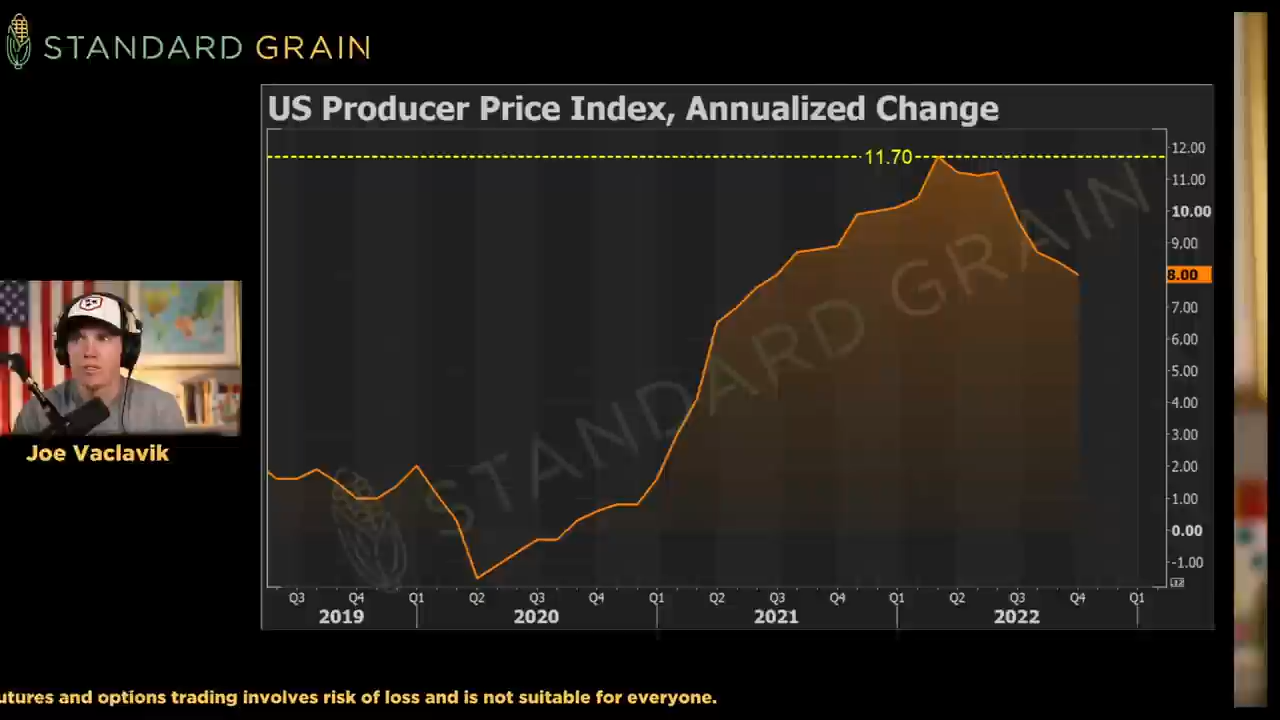 STANDARD GRAIN
US Producer Price Index, Annualized Change
11.70
12.00
11.00
10.00
9.00
8.00
7.00
6.00
5.00
4.00
3.00
2.00
1.00
0.00
-1.00
STANDARD GRAIN
Joe Vaclavik
Q3 Q4 Q1 Q2 Q3 Q4 Q1 Q2 Q3 Q4 Q1 Q2 Q3 Q4 Q1
2019 2020 2021 2022
utures and options trading involves risk of loss and is not suitable for everyone.